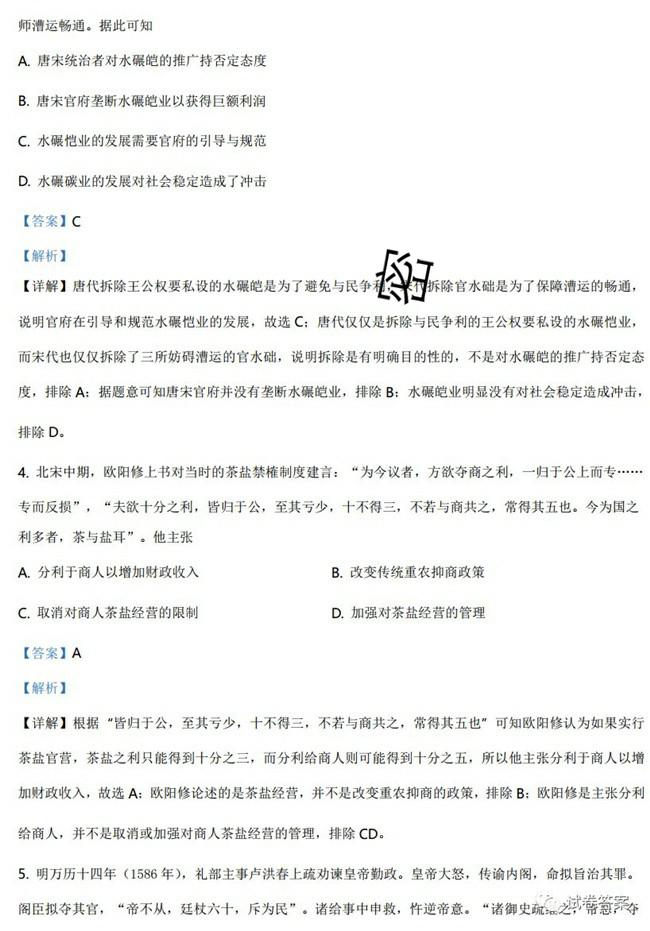 师漕运畅通。据此可知
A. 唐宋统治者对水碾皑的推广持否定态度
B. 唐宋官府垄断水碾皑业以获得巨额利润
C. 水碾恺业的发展需要官府的引导与规范
D. 水碾碳业的发展对社会稳定造成了冲击
【答案】C
【解析】
【详解】唐代拆除王公权要私设的水碾皑是为了避免与民争利，宋代拆除官水础是为了保障漕运的畅通，
说明官府在引导和规范水碾恺业的发展，故选 C；唐代仅仅是拆除与民争利的王公权要私设的水碾恺业，
而宋代也仅仅拆除了三所妨碍漕运的官水础，说明拆除是有明确目的性的，不是对水碾皑的推广持否定态
度，排除 A；据题意可知唐宋官府并没有垄断水碾皑业，排除 B；水碾皑业明显没有对社会稳定造成冲击，
排除 D。
4. 北宋中期，欧阳修上书对当时的茶盐禁榷制度建言：“为今议者，方欲夺商之利，一归于公上而专……
专而反损”，“夫欲十分之利，皆归于公，至其亏少，十不得三，不若与商共之，常得其五也。今为国之
利多者，茶与盐耳”。他主张
A. 分利于商人以增加财政收入 B. 改变传统重农抑商政策
C. 取消对商人茶盐经营的限制 D. 加强对茶盐经营的管理
【答案】A
【解析】
【详解】根据“皆归于公，至其亏少，十不得三，不若与商共之，常得其五也”可知欧阳修认为如果实行
茶盐官营，茶盐之利只能得到十分之三，而分利给商人则可能得到十分之五，所以他主张分利于商人以增
加财政收入，故选 A；欧阳修论述的是茶盐经营，并不是改变重农抑商的政策，排除 B；欧阳修是主张分利
给商人，并不是取消或加强对商人茶盐经营的管理，排除 CD。
5. 明万历十四年（1586 年），礼部主事卢洪春上疏劝谏皇帝勤政。皇帝大怒，传谕内阁，命拟旨治其罪。
阁臣拟夺其官，“帝不从，廷杖六十，斥为民”。诸给事中申救，忤逆帝意。“诸御史疏继之，帝怒，夺
试卷答案
密